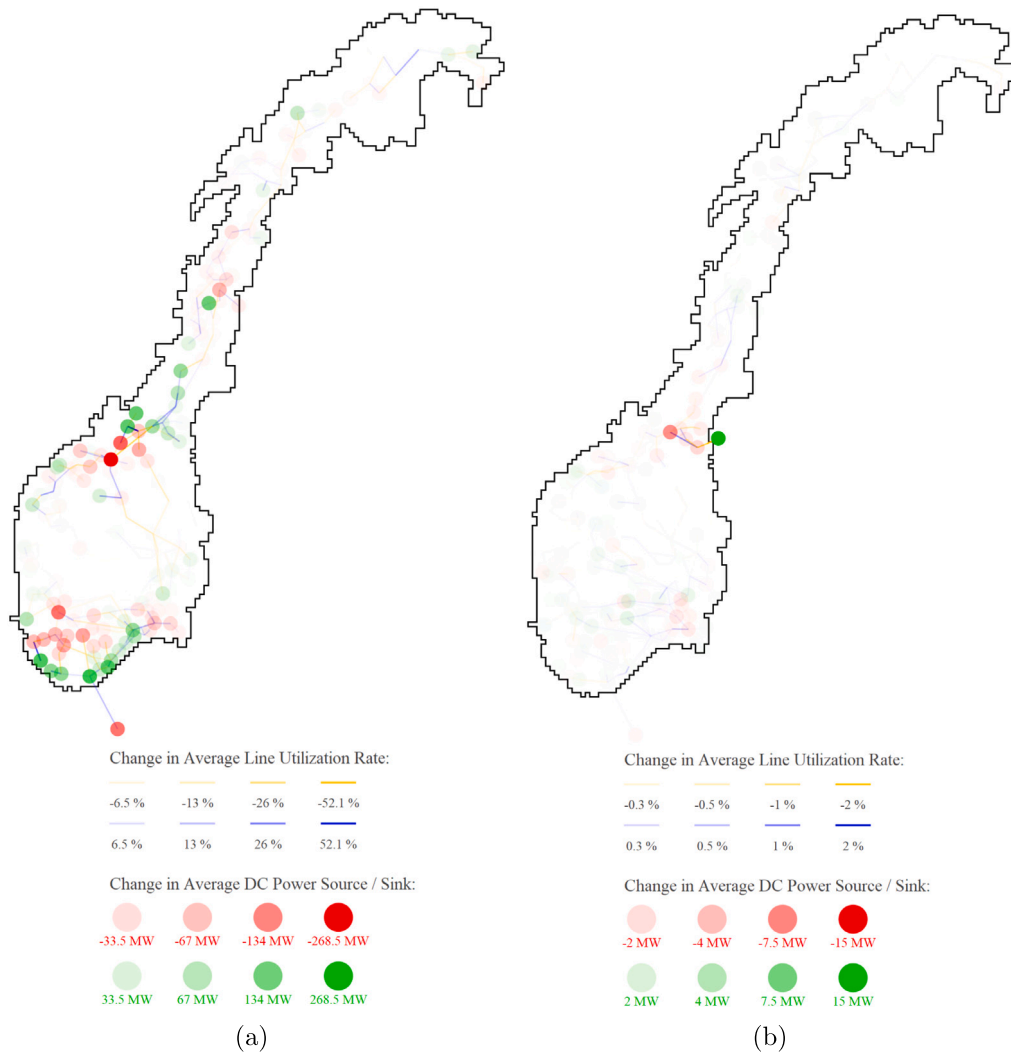 Change in Average Line Utilization Rate:
-6.5 % -13 % -26 % -52.1 %
6.5 % 13 % 26 % 52.1 %
Change in Average DC Power Source / Sink:
-33.5 MW -67 MW -134 MW -268.5 MW
33.5 MW 67 MW 134 MW 268.5 MW
(a)
Change in Average Line Utilization Rate:
-0.3 % -0.5 % -1 % -2 %
0.3 % 0.5 % 1 % 2 %
Change in Average DC Power Source / Sink:
-2 MW -4 MW -7.5 MW -15 MW
2 MW 4 MW 7.5 MW 15 MW
(b)